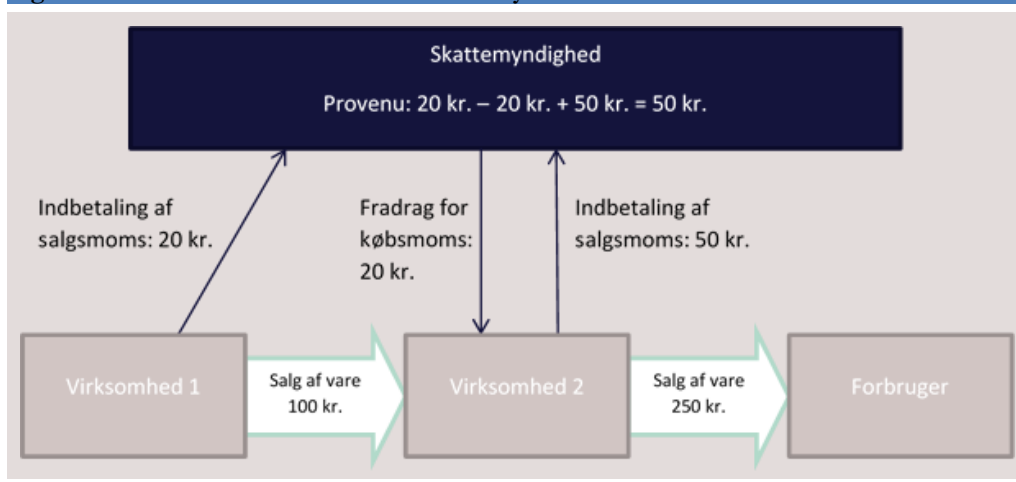 Skattemyndighed
Provenu: 20 kr. – 20 kr. + 50 kr. = 50 kr.
Indbetaling af
salgsmoms: 20 kr.
Fradrag for
købsmoms:
20 kr.
Indbetaling af
salgsmoms: 50 kr.
Virksomhed 1
Salg af vare
100 kr.
Virksomhed 2
Salg af vare
250 kr.
Forbruger